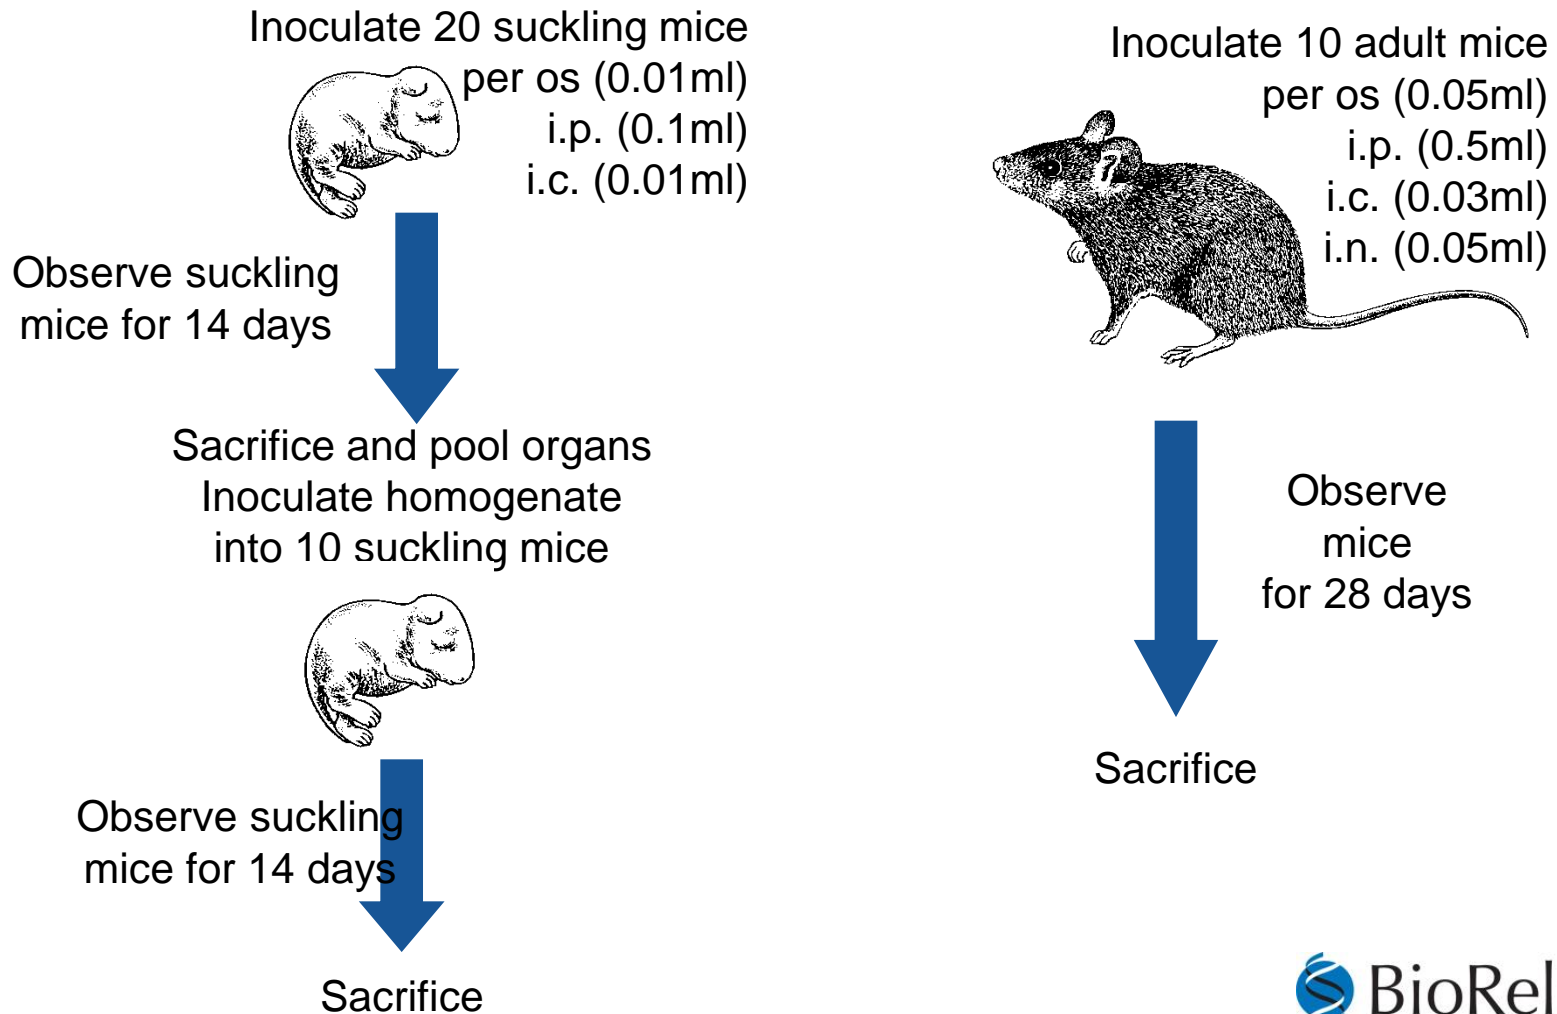 Inoculate 20 suckling mice
per os (0.01ml)
i.p. (0.1ml)
i.c. (0.01ml)
Observe suckling
mice for 14 days
Sacrifice and pool organs
Inoculate homogenate
into 10 suckling mice
Observe suckling
mice for 14 days
Sacrifice
Inoculate 10 adult mice
per os (0.05ml)
i.p. (0.5ml)
i.c. (0.03ml)
i.n. (0.05ml)
Observe
mice
for 28 days
Sacrifice
BioRel